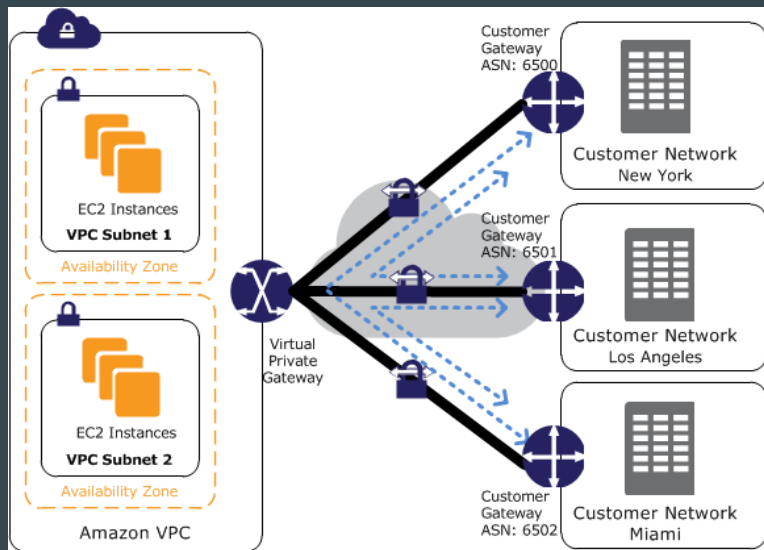 EC2 Instances
VPC Subnet 1
Availability Zone
EC2 Instances
VPC Subnet 2
Availability Zone
Amazon VPC
Virtual
Private
Gateway
Customer
Gateway
ASN: 6500
Customer Network
New York
Customer
Gateway
ASN: 6501
Customer Network
Los Angeles
Customer
Gateway
ASN: 6502
Customer Network
Miami